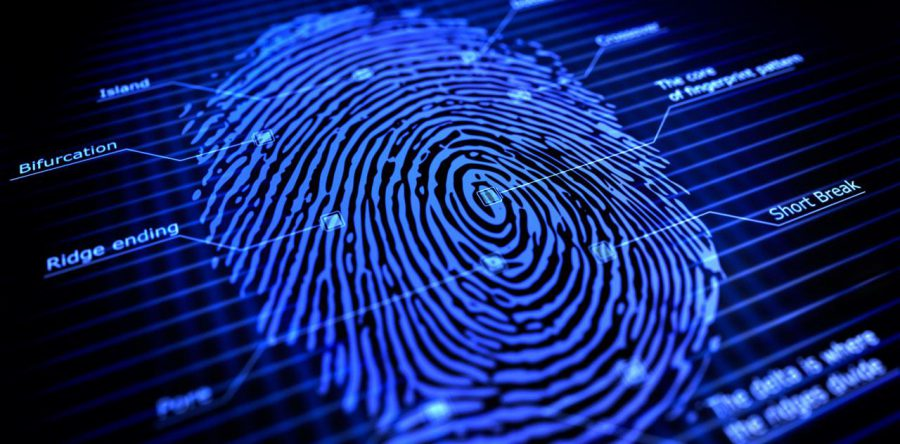 Island
Crossover
The core
of fingerprint pattern
Bifurcation
Short Break
Ridge ending
Pore
The delta is where
the ridges divide